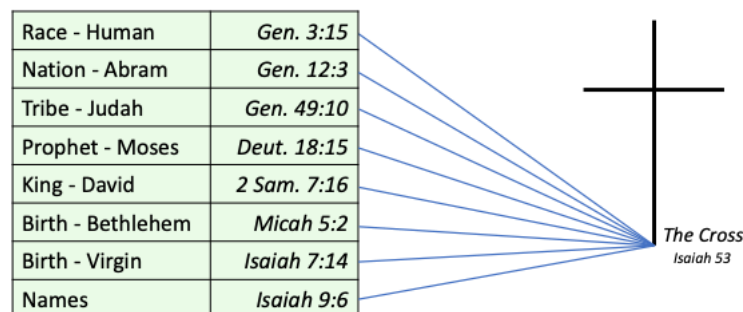 Race - Human Gen. 3:15
Nation - Abram Gen. 12:3
Tribe - Judah Gen. 49:10
Prophet - Moses Deut. 18:15
King - David 2 Sam. 7:16
Birth - Bethlehem Micah 5:2
Birth - Virgin Isaiah 7:14
Names Isaiah 9:6
The Cross
Isaiah 53